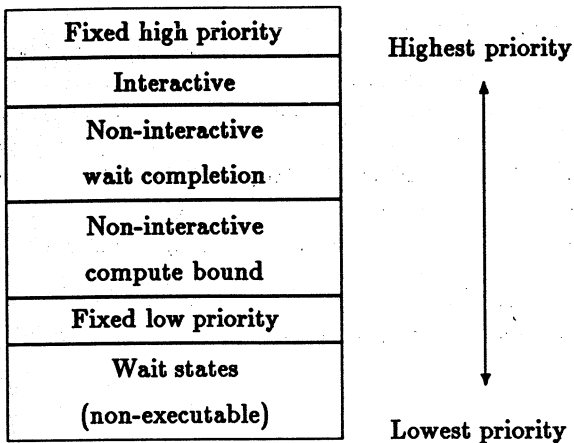 Fixed high priority
Highest priority
Interactive
Non-interactive
wait completion
Non-interactive
compute bound
Fixed low priority
Wait states
(non-executable)
Lowest priority